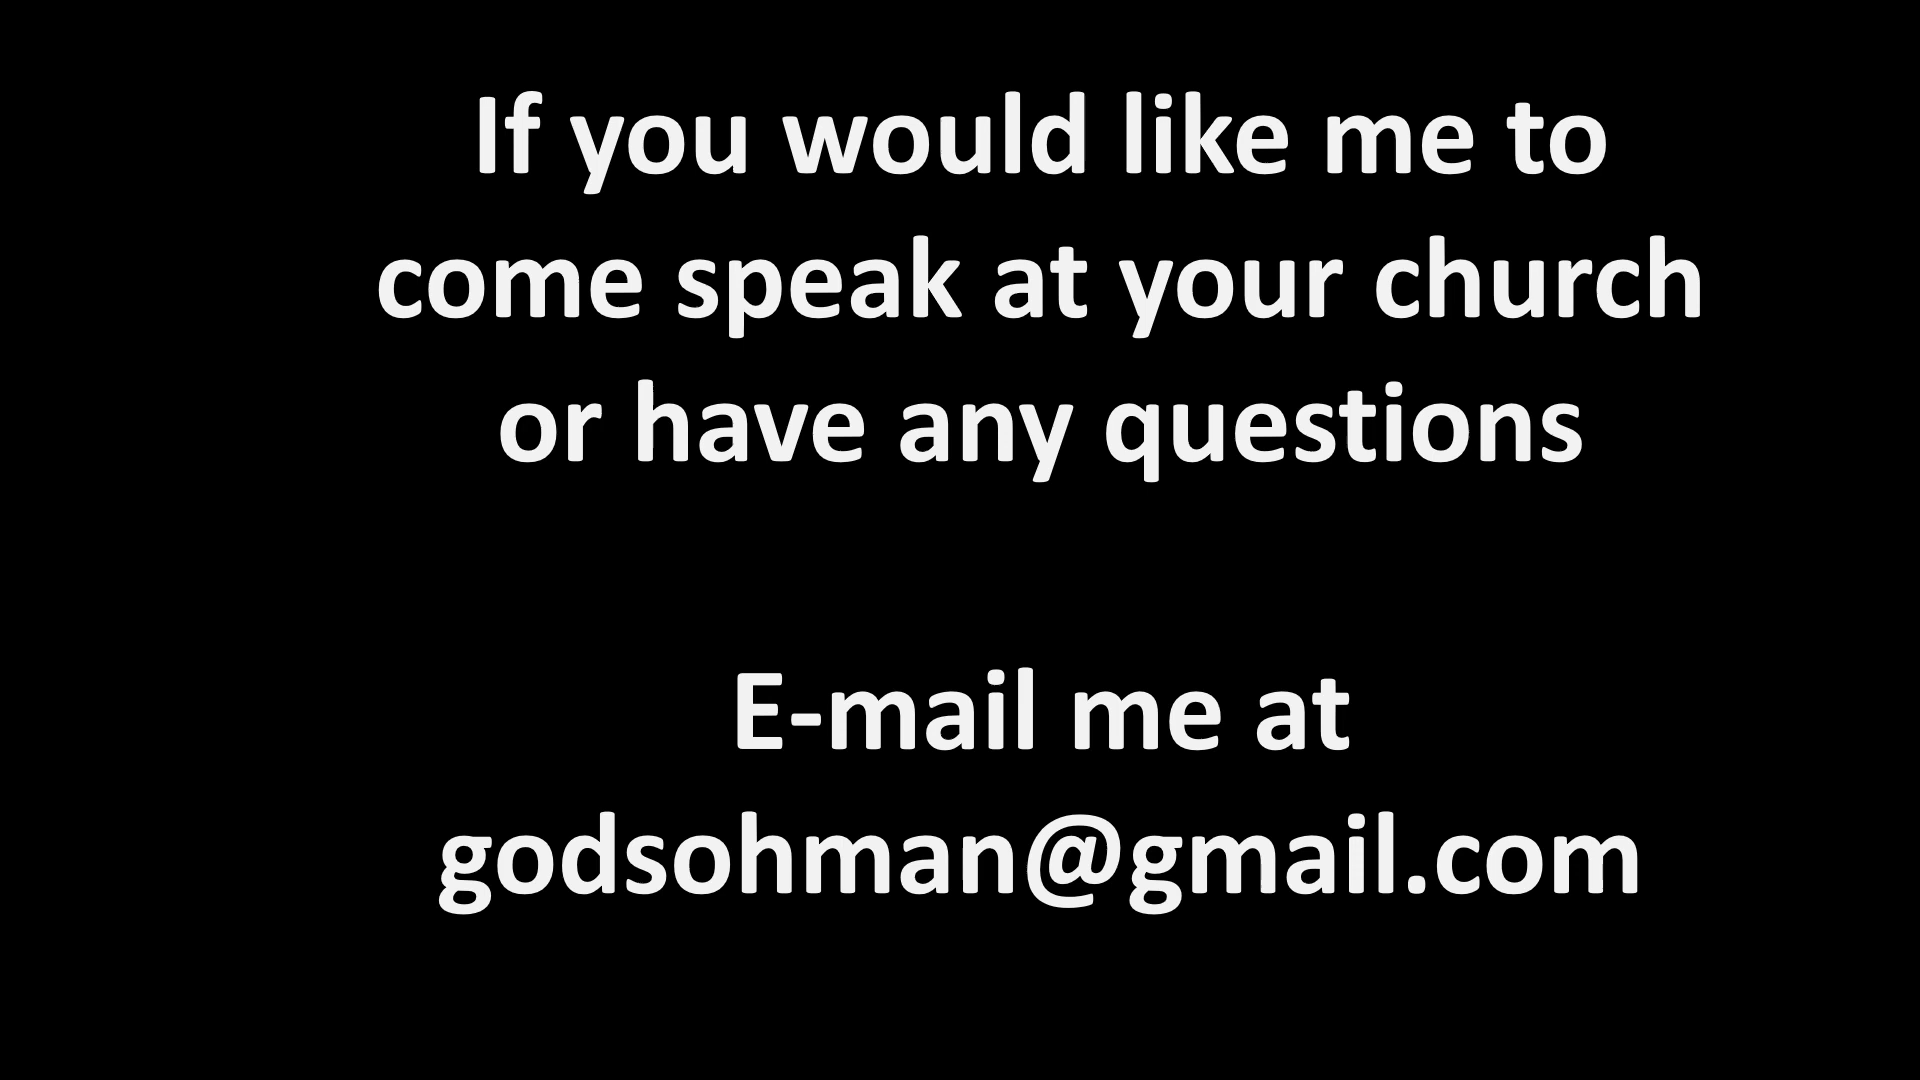 If you would like me to
come speak at your church
or have any questions
E-mail me at
godsohman@gmail.com